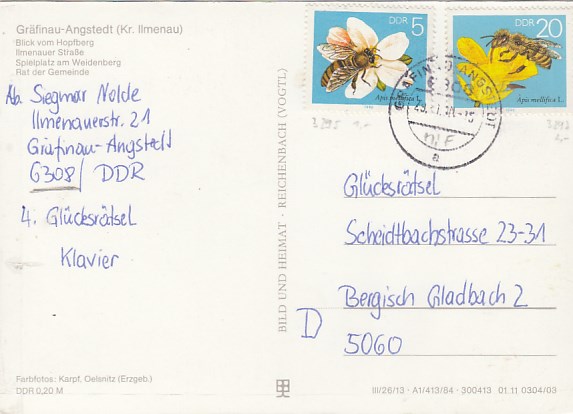 Gräfinau-Angstedt (Kr. Ilmenau)
Blick vom Hopfberg
Ilmenauer Straße
Spielplatz am Weidenberg
Rat der Gemeinde
Ab. Siegmar Nolde
Ilmenauerstr. 21
Gräfinau-Angstedt
6308/ DDR
4. Glücksrätsel
Klavier
Farbfotos: Karpf, Oelsnitz (Erzgeb.)
DDR 0,20 M
BILD UND HEIMAT · REICHENBACH (VOGTL)
DDR 5
Apis mellifica L.
DDR 20
Apis mellifica L.
Glücksrätsel
Scheidtbachstrasse 23-31
Bergisch Gladbach 2
D
5060
III/26/13 · A1/413/84 · 300413 01 11 0304/03